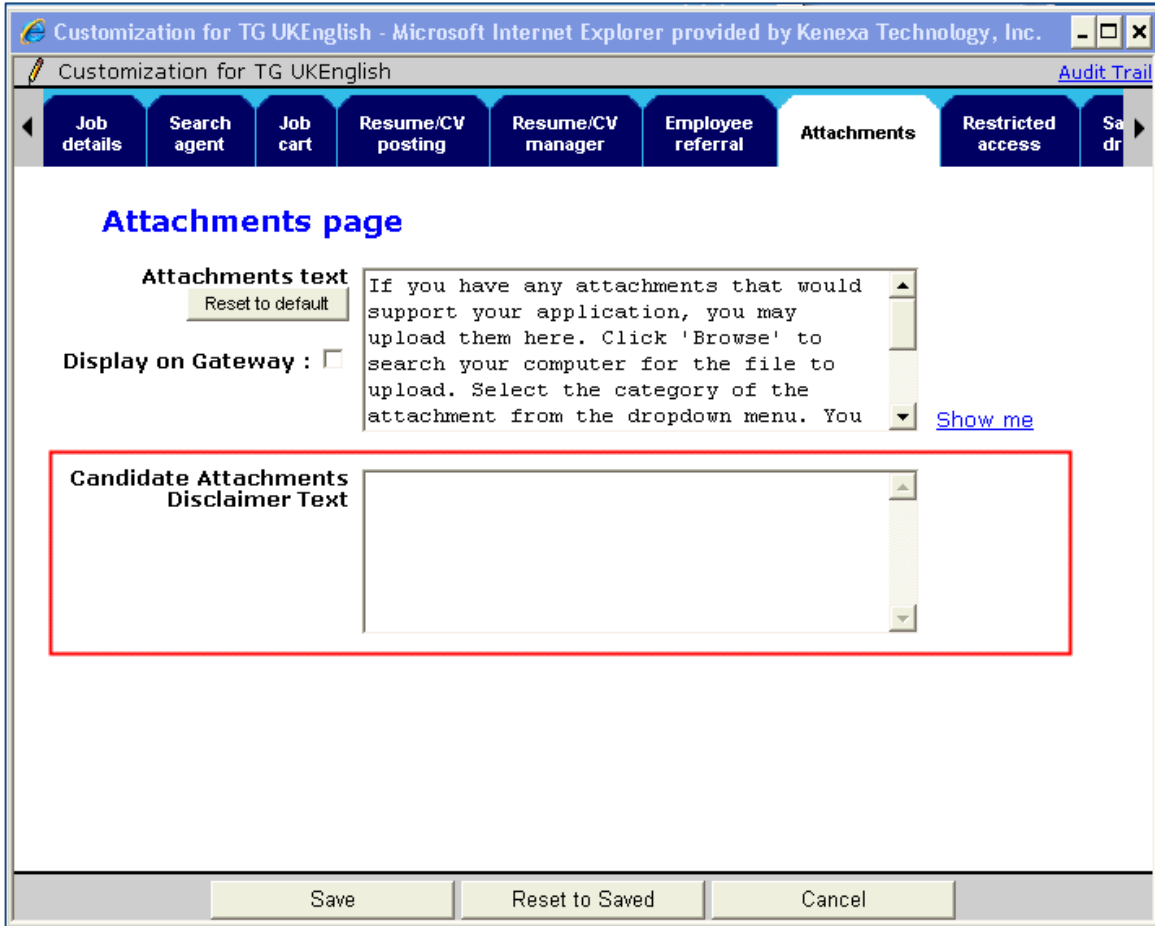 Customization for TG UKEnglish - Microsoft Internet Explorer provided by Kenexa Technology, Inc.
Customization for TG UKEnglish
Audit Trail
Job details
Search agent
Job cart
Resume/CV posting
Resume/CV manager
Employee referral
Attachments
Restricted access
Sa
dr
Attachments page
Attachments text
Reset to default
Display on Gateway :
If you have any attachments that would
support your application, you may
upload them here. Click 'Browse' to
search your computer for the file to
upload. Select the category of the
attachment from the dropdown menu. You
Show me
Candidate Attachments
Disclaimer Text
Save
Reset to Saved
Cancel